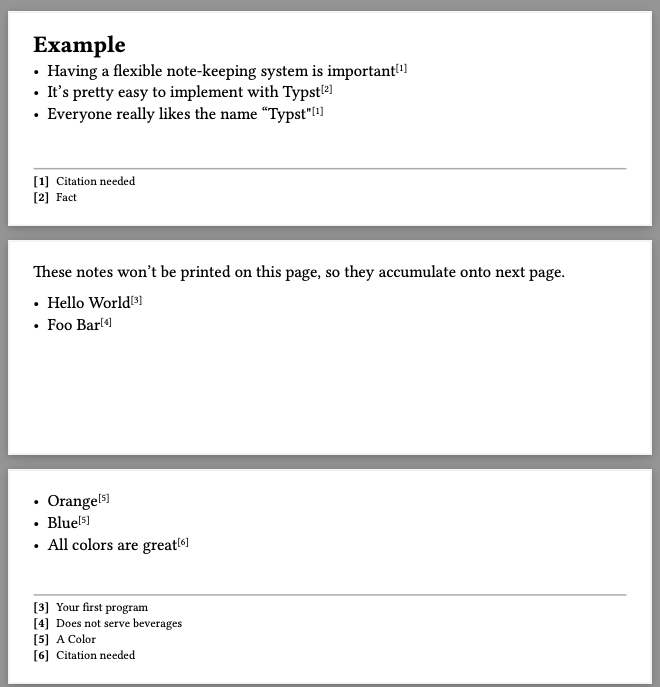 Example
• Having a flexible note-keeping system is important[1]
• It’s pretty easy to implement with Typst[2]
• Everyone really likes the name “Typst"[1]
[1] Citation needed
[2] Fact
These notes won’t be printed on this page, so they accumulate onto next page.
• Hello World[3]
• Foo Bar[4]
• Orange[5]
• Blue[5]
• All colors are great[6]
[3] Your first program
[4] Does not serve beverages
[5] A Color
[6] Citation needed